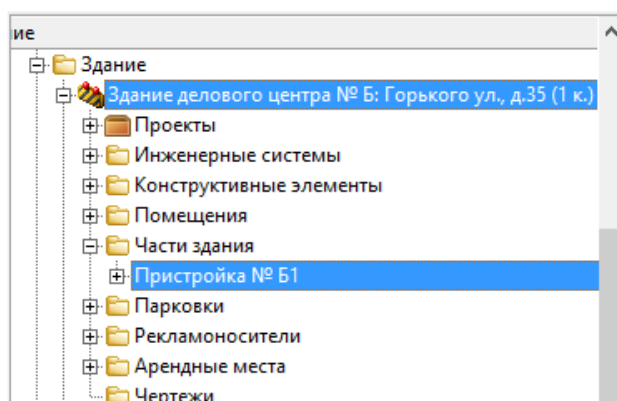 ие
Здание
Здание делового центра № Б: Горького ул., д.35 (1 к.)
Проекты
Инженерные системы
Конструктивные элементы
Помещения
Части здания
Пристройка № Б1
Парковки
Рекламоносители
Арендные места
Чертежи